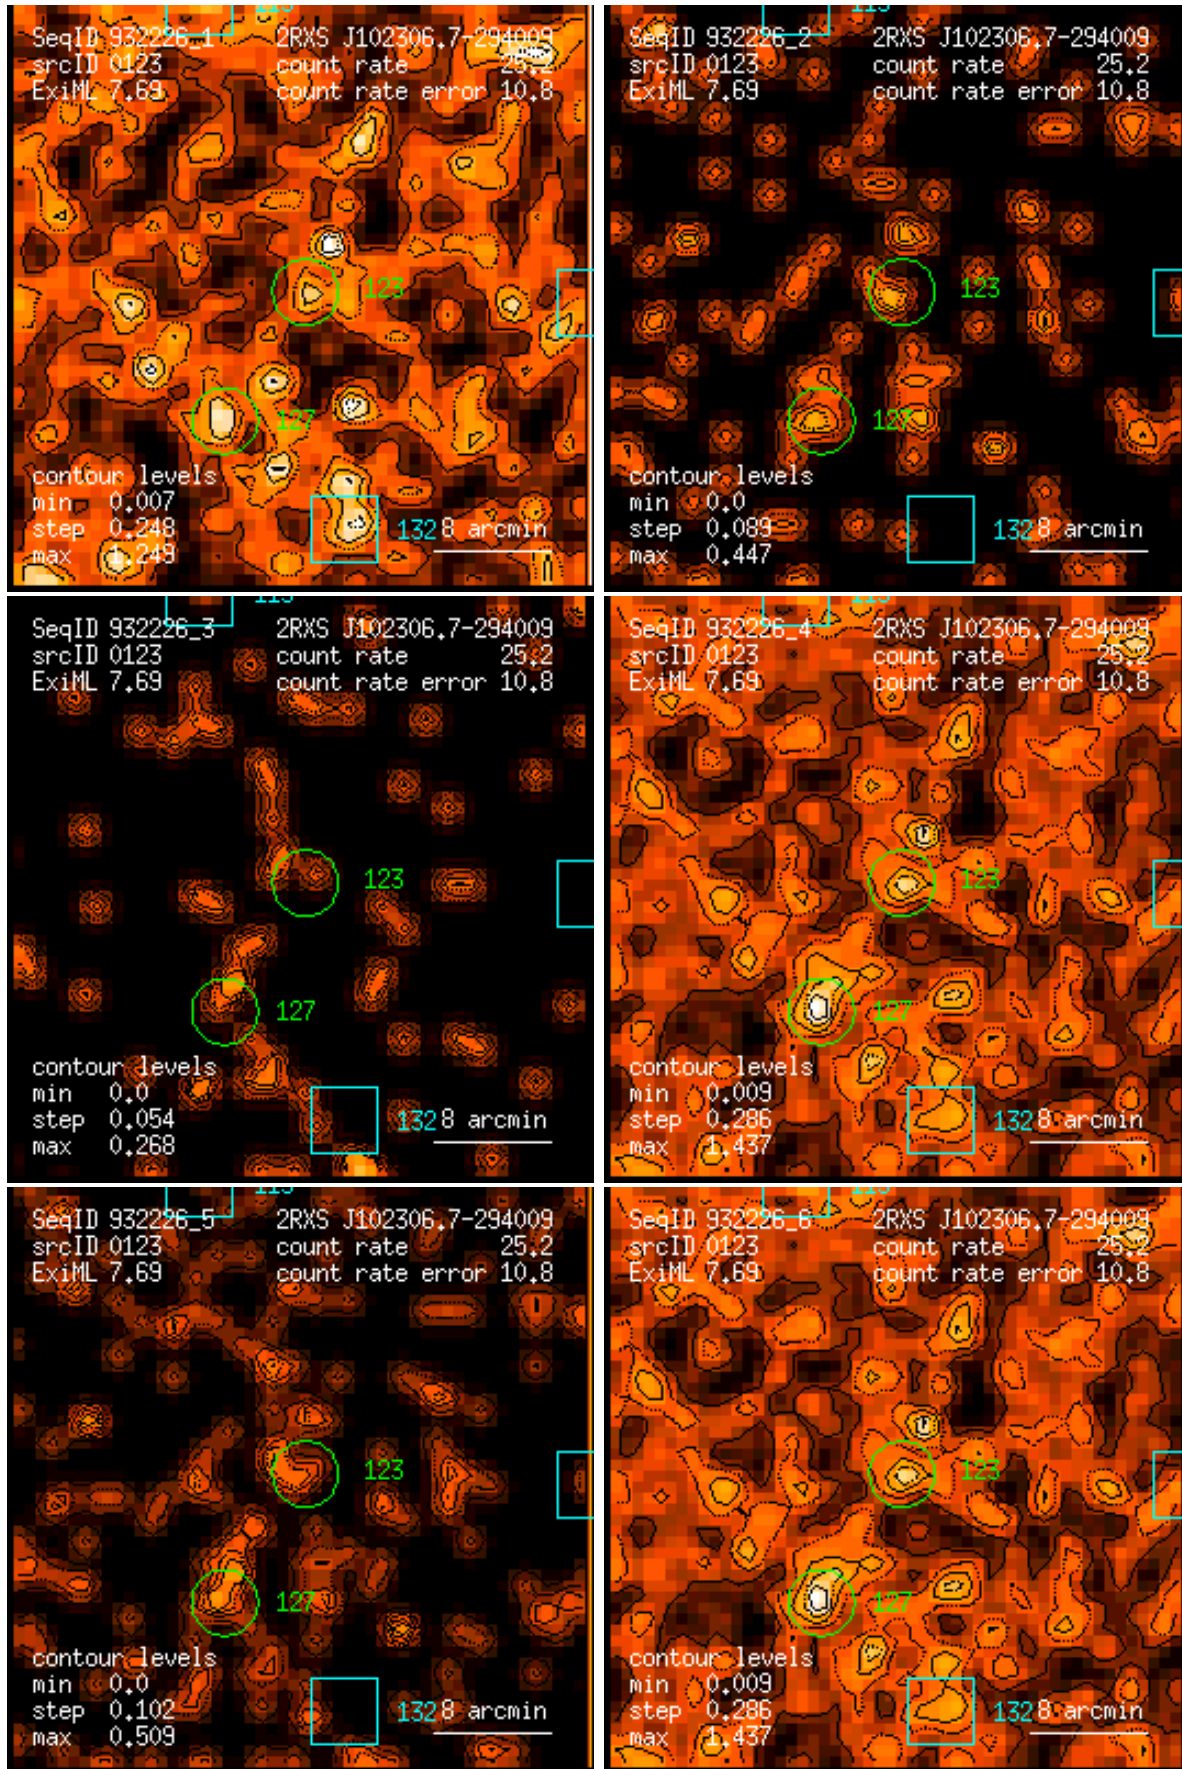 115
SeqID 932226_1 2RXS J102306.7-294009
srcID 0123 count rate 25.2
ExiML 7.69 count rate error 10.8
123
127
contour levels
min 0.007
step 0.248
max 1.249
132 8 arcmin
115
SeqID 932226_2 2RXS J102306.7-294009
srcID 0123 count rate 25.2
ExiML 7.69 count rate error 10.8
123
127
contour levels
min 0.0
step 0.089
max 0.447
132 8 arcmin
115
SeqID 932226_3 2RXS J102306.7-294009
srcID 0123 count rate 25.2
ExiML 7.69 count rate error 10.8
123
127
contour levels
min 0.0
step 0.054
max 0.268
132 8 arcmin
115
SeqID 932226_4 2RXS J102306.7-294009
srcID 0123 count rate 25.2
ExiML 7.69 count rate error 10.8
123
127
contour levels
min 0.009
step 0.286
max 1.437
132 8 arcmin
115
SeqID 932226_5 2RXS J102306.7-294009
srcID 0123 count rate 25.2
ExiML 7.69 count rate error 10.8
123
127
contour levels
min 0.0
step 0.102
max 0.509
132 8 arcmin
115
SeqID 932226_6 2RXS J102306.7-294009
srcID 0123 count rate 25.2
ExiML 7.69 count rate error 10.8
123
127
contour levels
min 0.009
step 0.286
max 1.437
132 8 arcmin